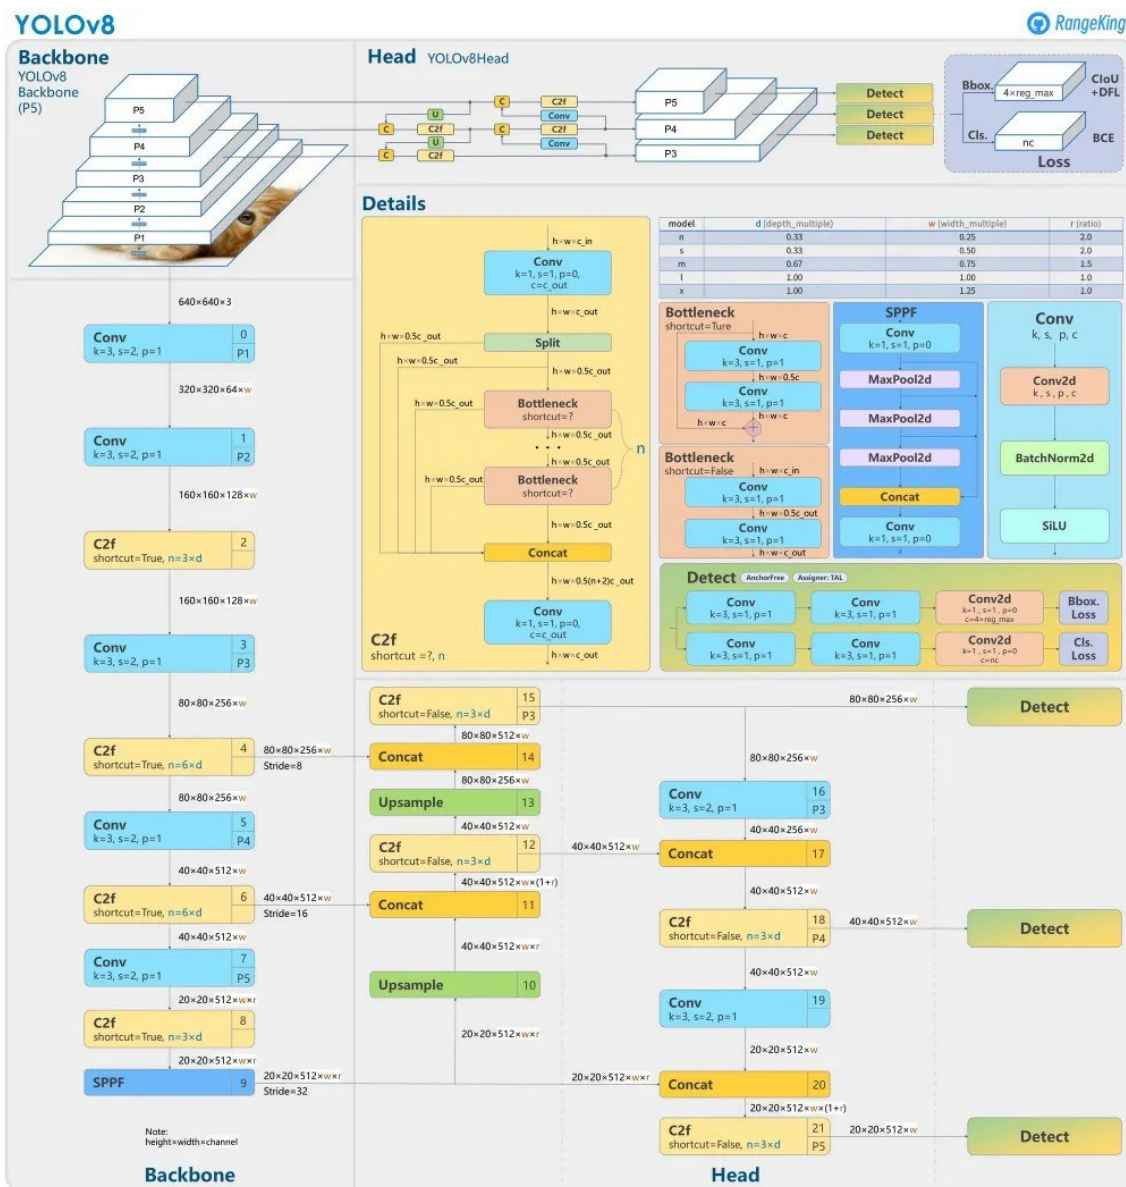 YOLOv8
RangeKing
Backbone
YOLOv8
Backbone
(P5)
P5
P4
P3
P2
P1
Head YOLOv8Head
C
C2f
U
Conv
C
C2f
C
C2f
U
Conv
C
C2f
P5
P4
P3
Detect
Detect
Detect
Bbox.
4×reg_max
CIoU
+DFL
Cls.
nc
BCE
Loss
Details
h×w×c_in
Conv
k=1, s=1, p=0,
c=c_out
h×w×c_out
h×w×0.5c_out
Split
h×w×0.5c_out
h×w×0.5c_out
h×w×0.5c_out
Bottleneck
shortcut=?
h×w×0.5c_out
. . .
n
h×w×0.5c_out
h×w×0.5c_out
Bottleneck
shortcut=?
h×w×0.5c_out
Concat
h×w×0.5(n+2)c_out
Conv
k=1, s=1, p=0,
c=c_out
C2f
shortcut =?, n
h×w×c_out
model d (depth_multiple) w (width_multiple) r (ratio)
n 0.33 0.25 2.0
s 0.33 0.50 2.0
m 0.67 0.75 1.5
l 1.00 1.00 1.0
x 1.00 1.25 1.0
Bottleneck
shortcut=Ture
h×w×c
Conv
k=3, s=1, p=1
h×w×0.5c
Conv
k=3, s=1, p=1
h×w×c
h×w×c
Bottleneck
shortcut=False
h×w×c_in
Conv
k=3, s=1, p=1
h×w×0.5c_out
Conv
k=3, s=1, p=1
h×w×c_out
SPPF
Conv
k=1, s=1, p=0
MaxPool2d
MaxPool2d
MaxPool2d
Concat
Conv
k=1, s=1, p=0
Conv
k, s, p, c
Conv2d
k, s, p, c
BatchNorm2d
SiLU
Detect AnchorFree Assigner: TAL
Conv
k=3, s=1, p=1
Conv
k=3, s=1, p=1
Conv2d
k=1, s=1, p=0
c=4×reg_max
Bbox.
Loss
Conv
k=3, s=1, p=1
Conv
k=3, s=1, p=1
Conv2d
k=1, s=1, p=0
c=nc
Cls.
Loss
640×640×3
Conv 0
k=3, s=2, p=1 P1
320×320×64×w
Conv 1
k=3, s=2, p=1 P2
160×160×128×w
C2f 2
shortcut=True, n=3×d
160×160×128×w
Conv 3
k=3, s=2, p=1 P3
80×80×256×w
C2f 4
shortcut=True, n=6×d
80×80×256×w
Stride=8
80×80×256×w
Conv 5
k=3, s=2, p=1 P4
40×40×512×w
C2f 6
shortcut=True, n=6×d
40×40×512×w
Stride=16
40×40×512×w
Conv 7
k=3, s=2, p=1 P5
20×20×512×w×r
C2f 8
shortcut=True, n=3×d
20×20×512×w×r
SPPF 9
20×20×512×w×r
Stride=32
Note:
height×width×channel
Backbone
C2f 15
shortcut=False, n=3×d P3
80×80×512×w
Concat 14
80×80×256×w
Upsample 13
40×40×512×w
C2f 12
shortcut=False, n=3×d
40×40×512×w×(1+r)
Concat 11
40×40×512×w×r
Upsample 10
20×20×512×w×r
80×80×256×w
Detect
80×80×256×w
Conv 16
k=3, s=2, p=1 P3
40×40×256×w
40×40×512×w
Concat 17
40×40×512×w
C2f 18
shortcut=False, n=3×d P4
40×40×512×w
Detect
40×40×512×w
Conv 19
k=3, s=2, p=1
20×20×512×w
20×20×512×w×r
Concat 20
20×20×512×w×(1+r)
C2f 21
shortcut=False, n=3×d P5
20×20×512×w
Detect
Head